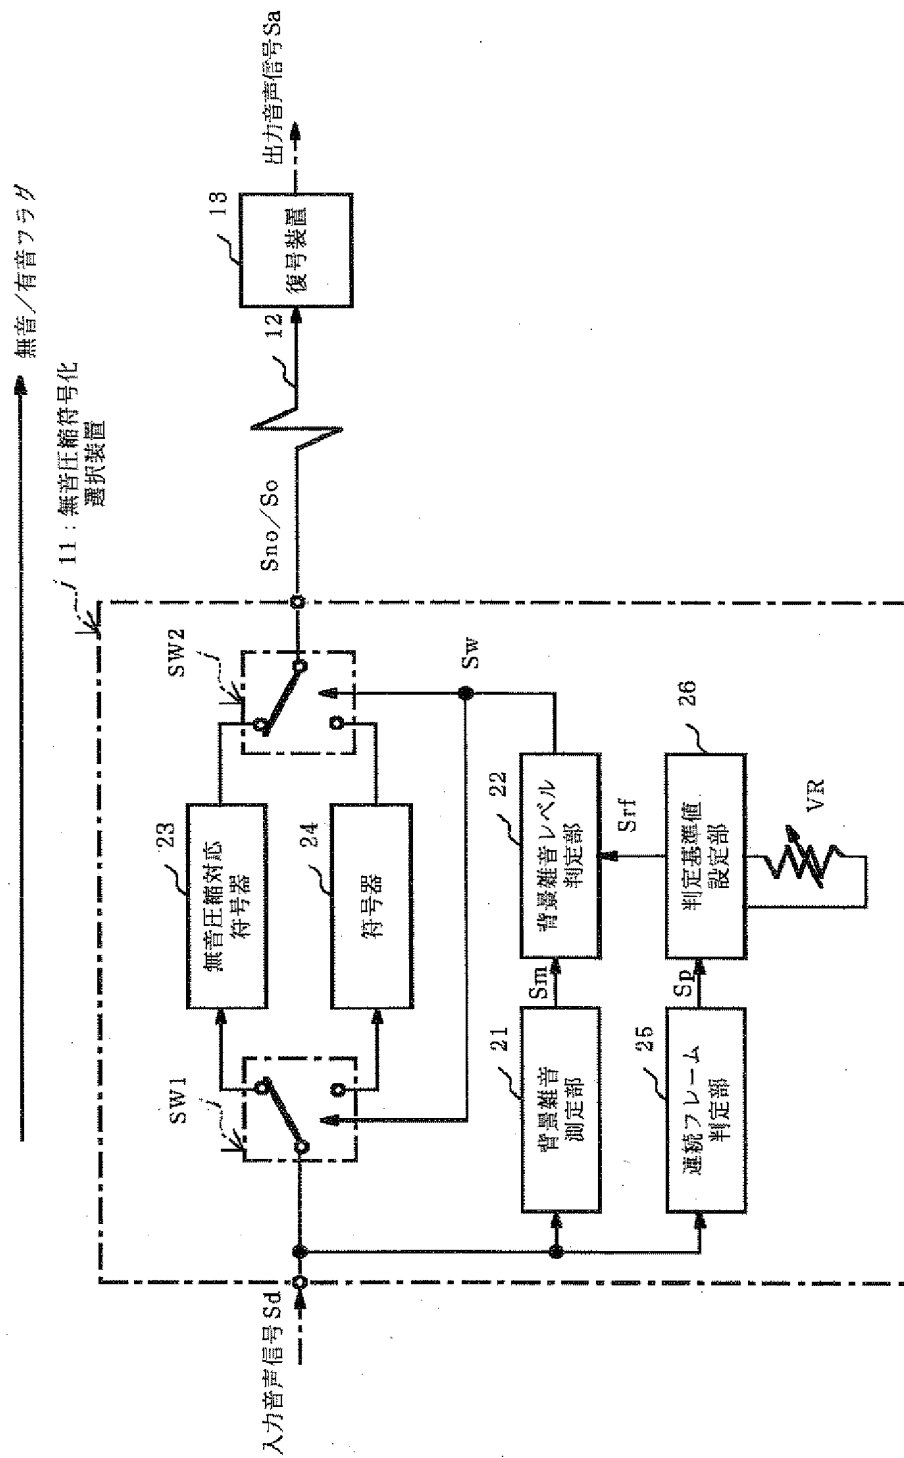 無音／有音フラグ
11：無音圧縮符号化
選択装置
入力音声信号Sd
SW1
23
無音圧縮対応
符号器
24
符号器
SW2
Sno／So
12
13
復号装置
出力音声信号Sa
Sw
21
背景雑音
測定部
Sm
22
背景雑音レベル
判定部
Srf
25
連続フレーム
判定部
Sp
26
判定基準値
設定部
VR